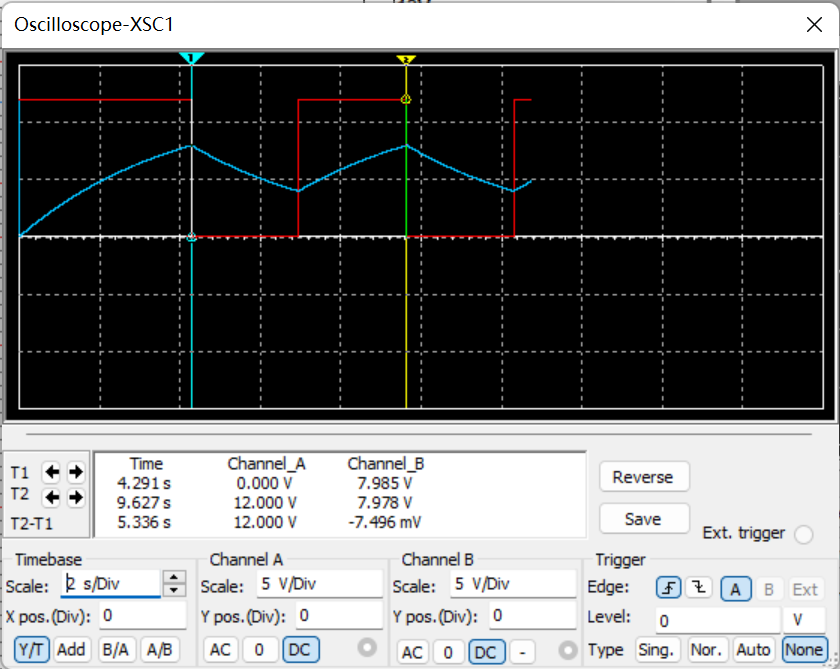 Oscilloscope-XSC1
1
2
Time Channel_A Channel_B
T1 4.291 s 0.000 V 7.985 V
T2 9.627 s 12.000 V 7.978 V
T2-T1 5.336 s 12.000 V -7.496 mV
Reverse
Save
Ext. trigger
Timebase
Scale: 2 s/Div
X pos.(Div): 0
Y/T Add B/A A/B
Channel A
Scale: 5 V/Div
Y pos.(Div): 0
AC 0 DC
Channel B
Scale: 5 V/Div
Y pos.(Div): 0
AC 0 DC -
Trigger
Edge: A B Ext
Level: 0 V
Type Sing. Nor. Auto None